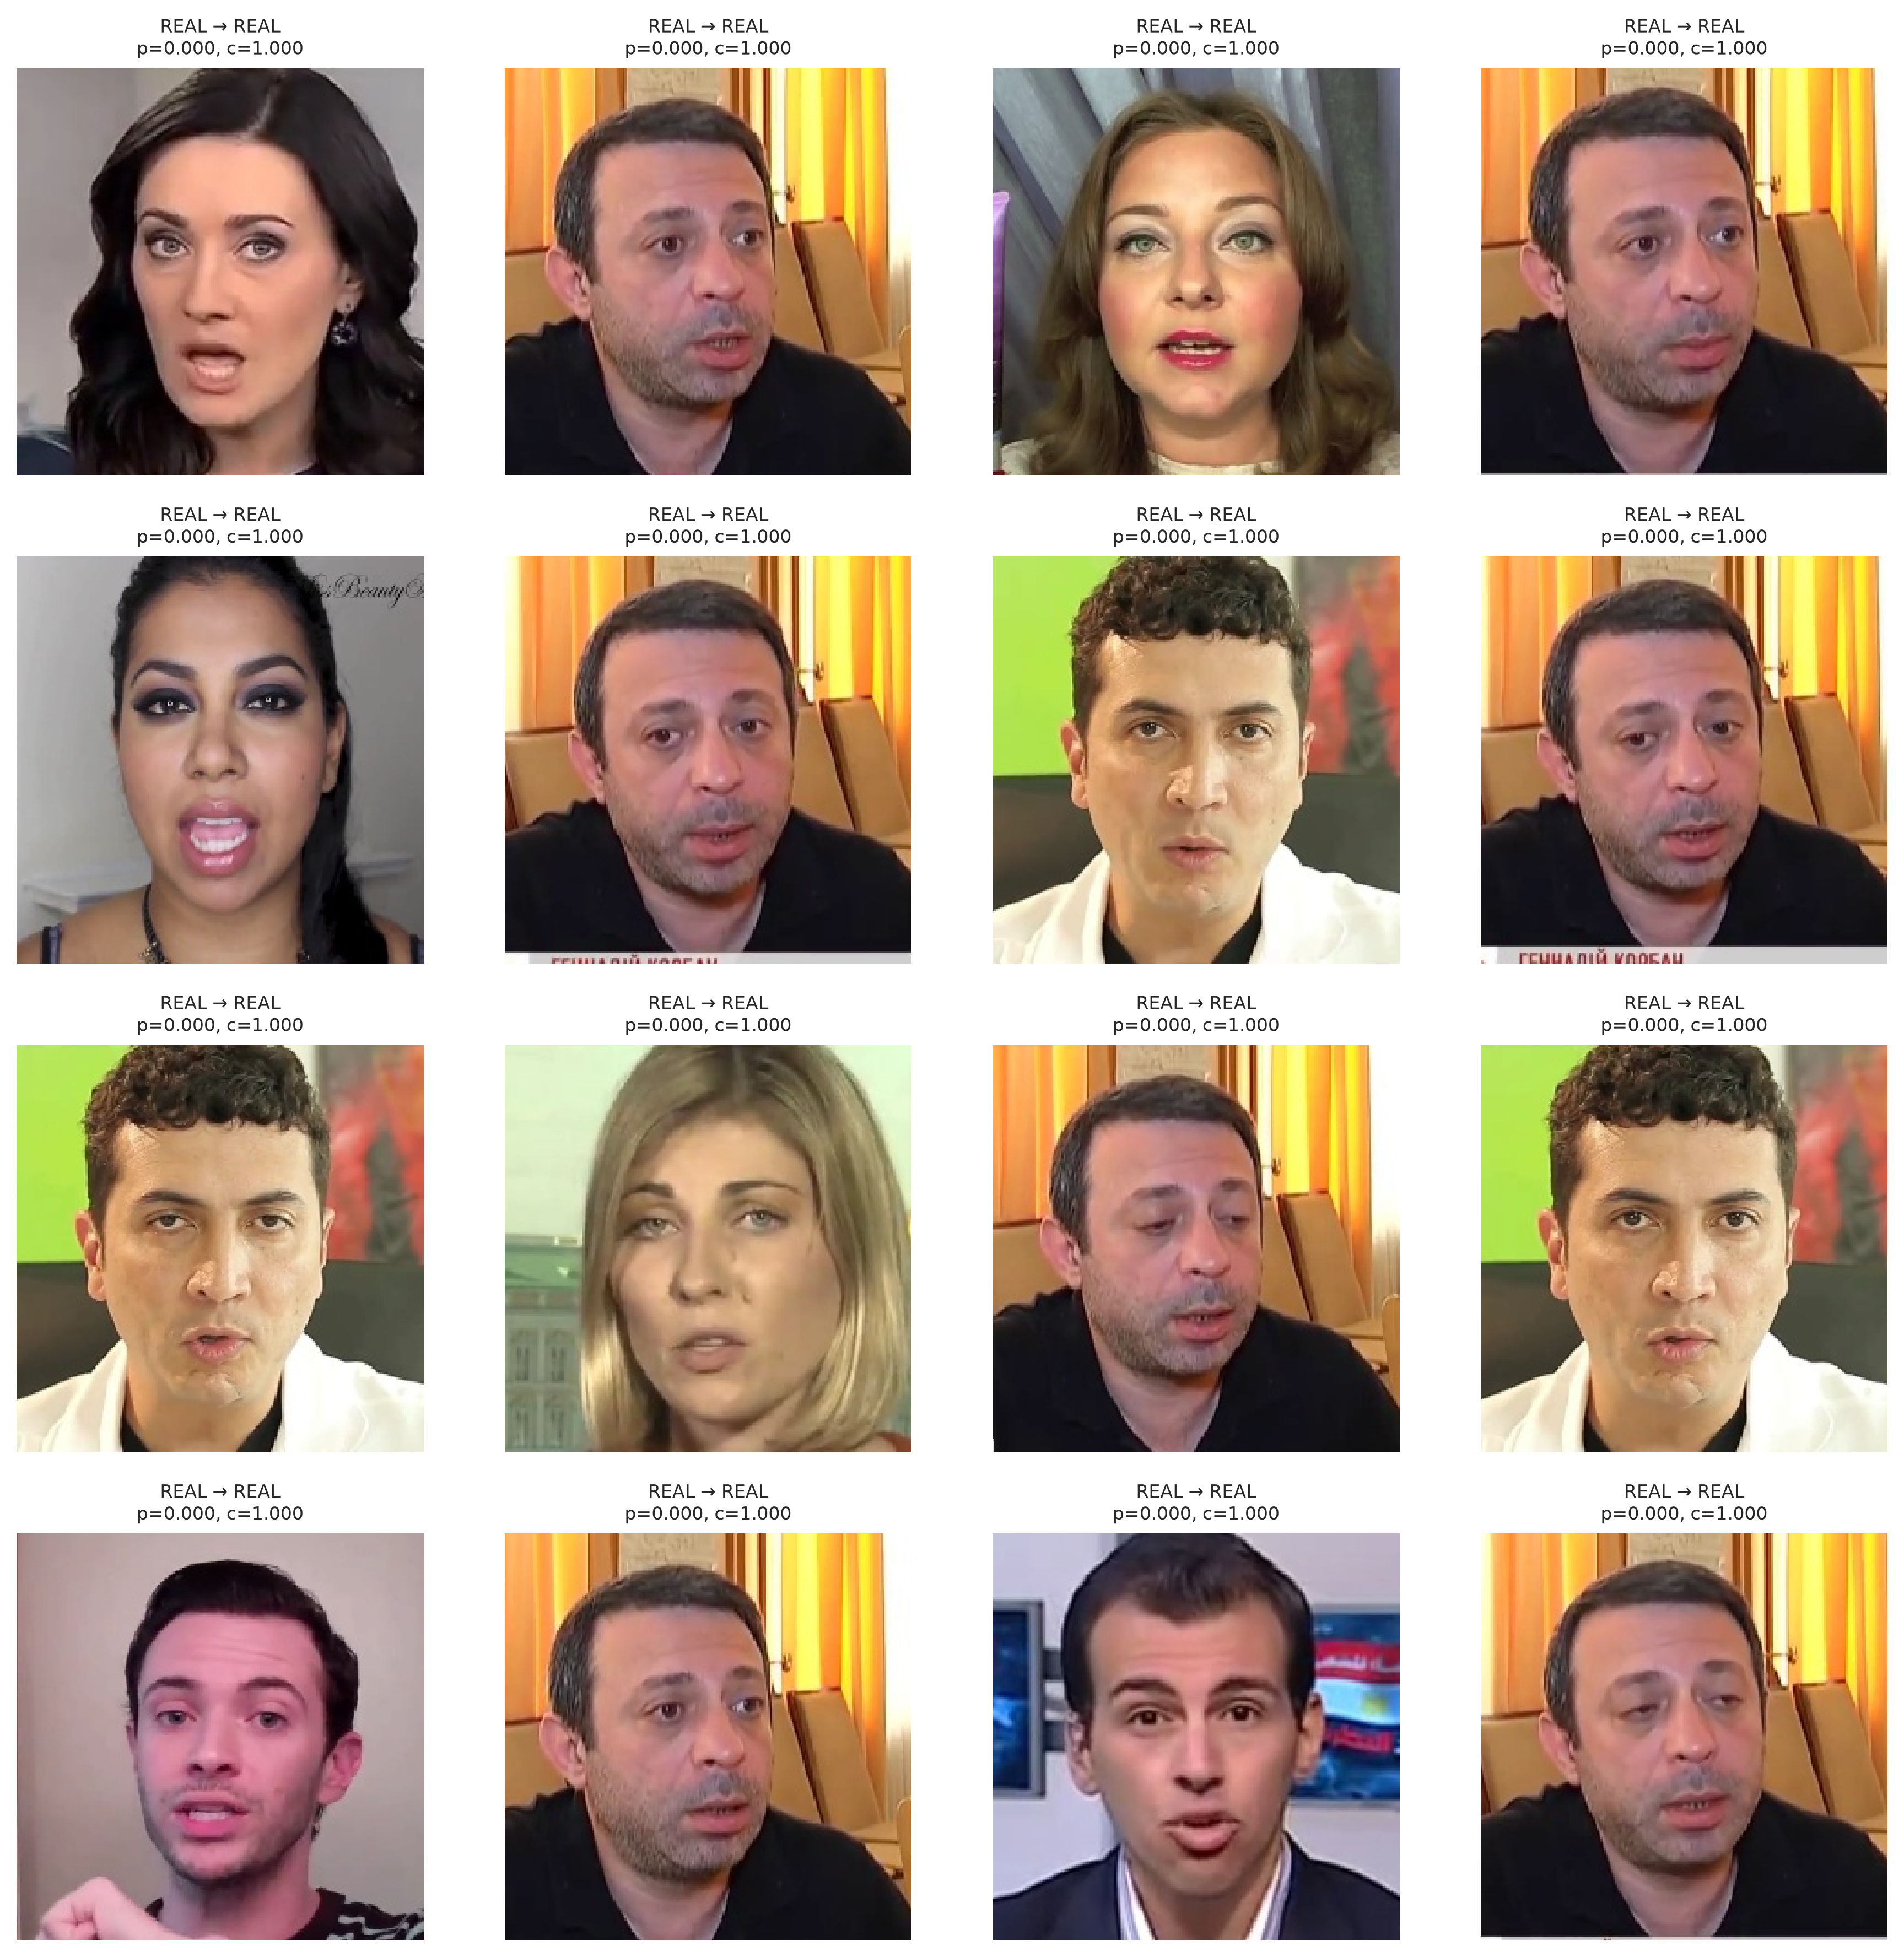 REAL → REAL
p=0.000, c=1.000
REAL → REAL
p=0.000, c=1.000
REAL → REAL
p=0.000, c=1.000
REAL → REAL
p=0.000, c=1.000
REAL → REAL
p=0.000, c=1.000
REAL → REAL
p=0.000, c=1.000
REAL → REAL
p=0.000, c=1.000
REAL → REAL
p=0.000, c=1.000
Beauty
ГЕННАДІЙ КОРБАН
ГЕННАДІЙ КОРБАН
REAL → REAL
p=0.000, c=1.000
REAL → REAL
p=0.000, c=1.000
REAL → REAL
p=0.000, c=1.000
REAL → REAL
p=0.000, c=1.000
REAL → REAL
p=0.000, c=1.000
REAL → REAL
p=0.000, c=1.000
REAL → REAL
p=0.000, c=1.000
REAL → REAL
p=0.000, c=1.000